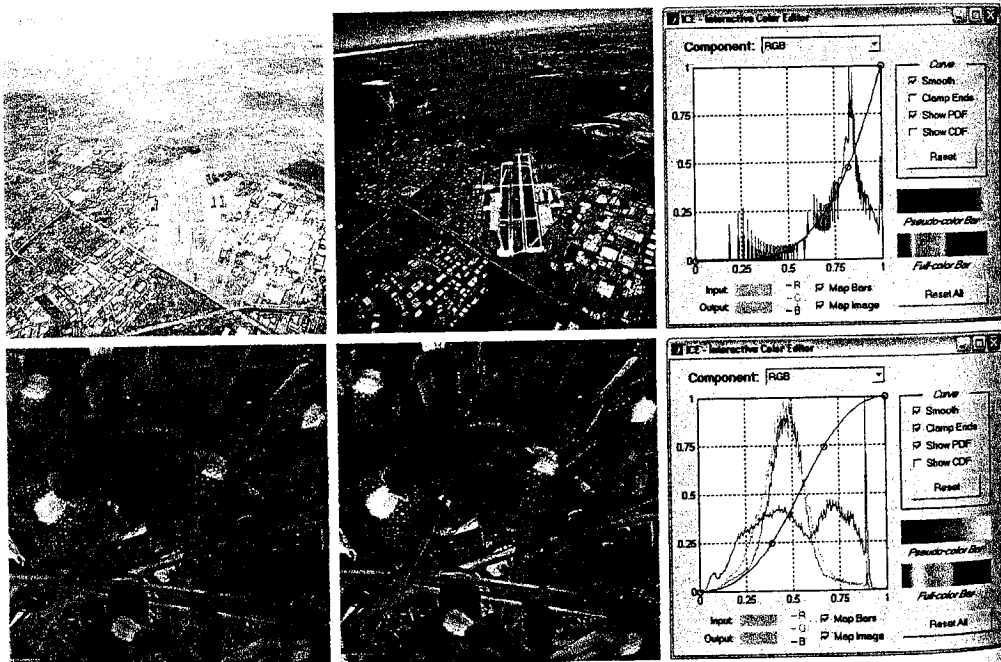 ICE - Interactive Color Editor
Component: RGB
1
0.75
0.5
0.25
0
0.25 0.5 0.75 1
Curve
Smooth
Clamp Ends
Show PDF
Show CDF
Reset
Pseudo-color Bar
Full-color Bar
Input: - R Map Bars
- G
Output: - B Map Image
Reset All
ICE - Interactive Color Editor
Component: RGB
1
0.75
0.5
0.25
0
0.25 0.5 0.75 1
Curve
Smooth
Clamp Ends
Show PDF
Show CDF
Reset
Pseudo-color Bar
Full-color Bar
Input: - R Map Bars
- G
Output: - B Map Image
Reset All